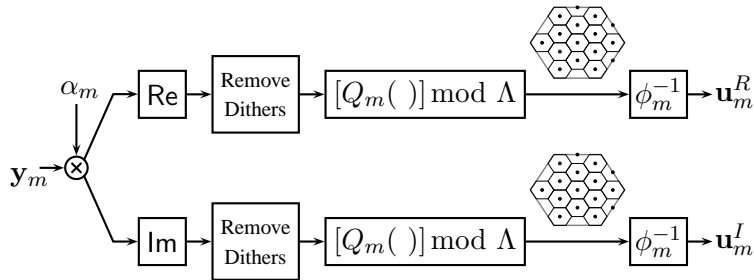 α_m
y_m
×
Re
Remove
Dithers
[Q_m( )] mod Λ
ϕ_m^{-1}
u_m^R
Im
Remove
Dithers
[Q_m( )] mod Λ
ϕ_m^{-1}
u_m^I